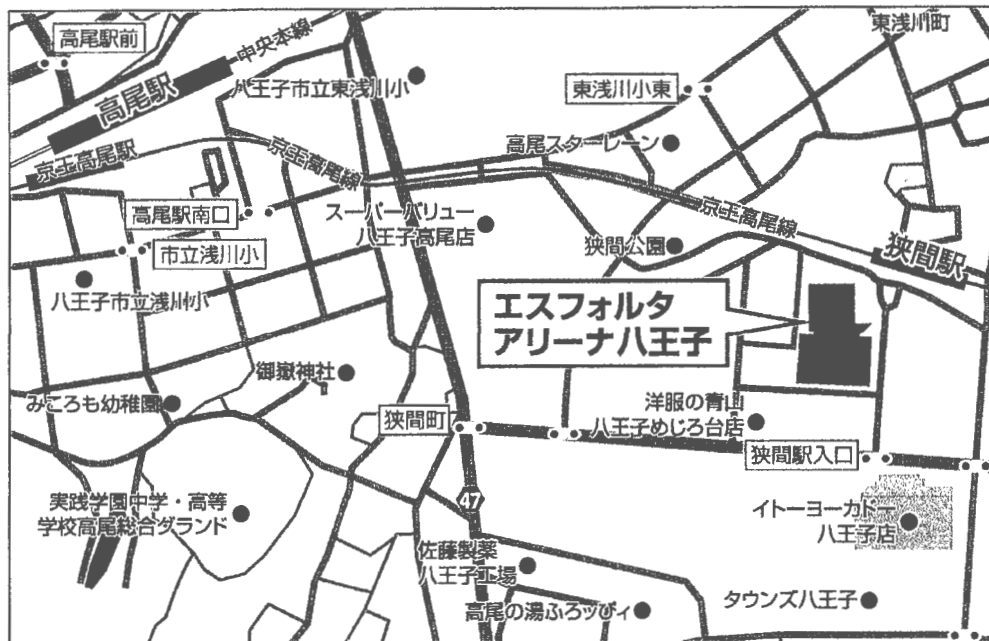 高尾駅前
中央本線
東浅川町
八王子市立東浅川小
東浅川小東
高尾駅
高尾スターレーン
京王高尾駅
京王高尾線
高尾駅南口
スーパーバリュー
八王子高尾店
京王高尾線
市立浅川小
狭間公園
狭間駅
八王子市立浅川小
エスフォルタ
アリーナ八王子
御嶽神社
みころも幼稚園
狭間町
洋服の青山
八王子めじろ台店
狭間駅入口
47
実践学園中学・高等
学校高尾総合グランド
イトーヨーカドー
八王子店
佐藤製薬
八王子工場
高尾の湯ふろッぴィ
タウンズ八王子